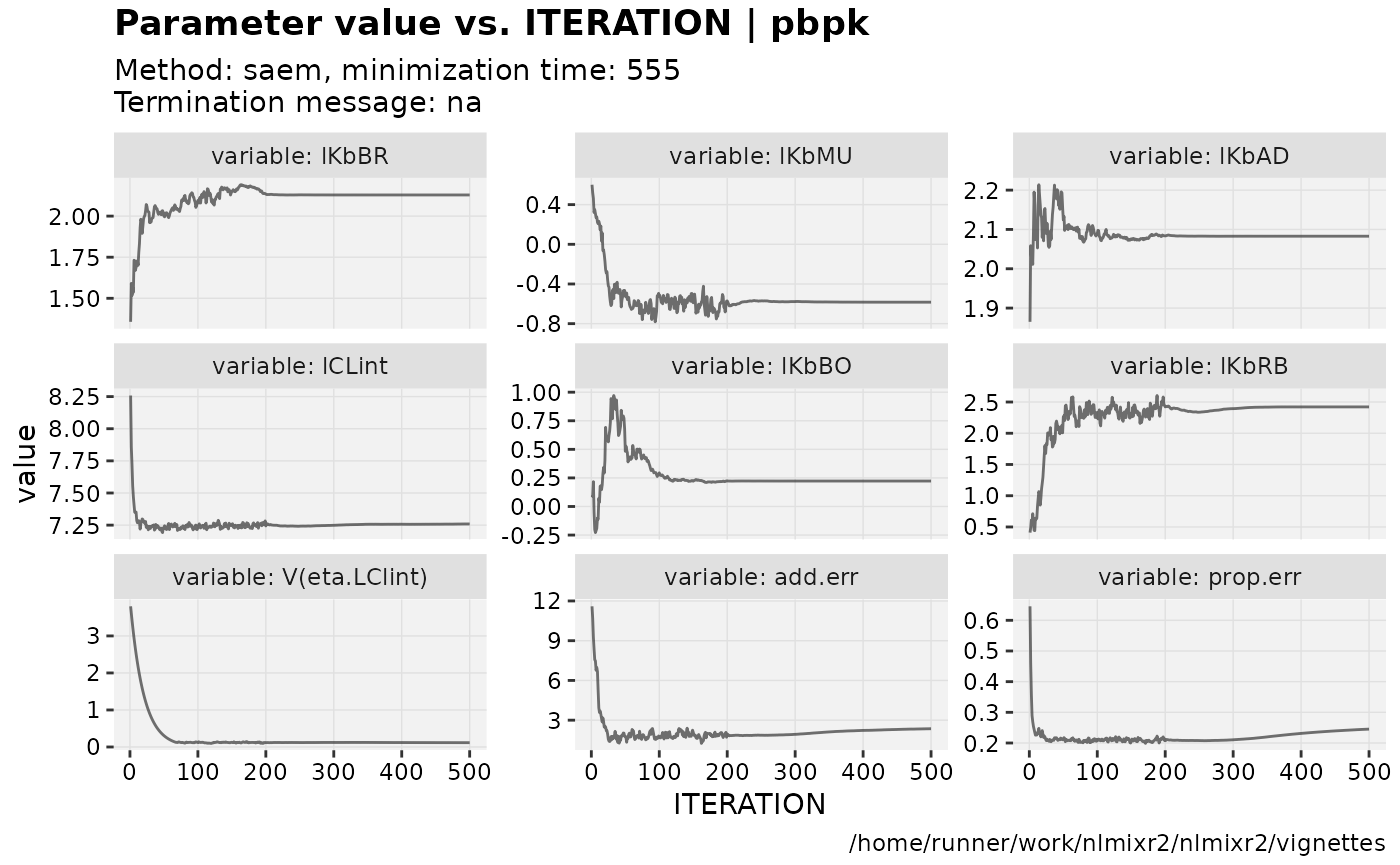 Parameter value vs. ITERATION | pbpk
Method: saem, minimization time: 555
Termination message: na
variable: lKbBR
variable: lKbMU
variable: lKbAD
2.00
1.75
1.50
0.4
0.0
-0.4
-0.8
2.2
2.1
2.0
1.9
variable: lCLint
variable: lKbBO
variable: lKbRB
8.25
8.00
7.75
7.50
7.25
1.00
0.75
0.50
0.25
0.00
-0.25
2.5
2.0
1.5
1.0
0.5
value
variable: V(eta.LClint)
variable: add.err
variable: prop.err
3
2
1
0
12
9
6
3
0.6
0.5
0.4
0.3
0.2
0 100 200 300 400 500
0 100 200 300 400 500
0 100 200 300 400 500
ITERATION
/home/runner/work/nlmixr2/nlmixr2/vignettes